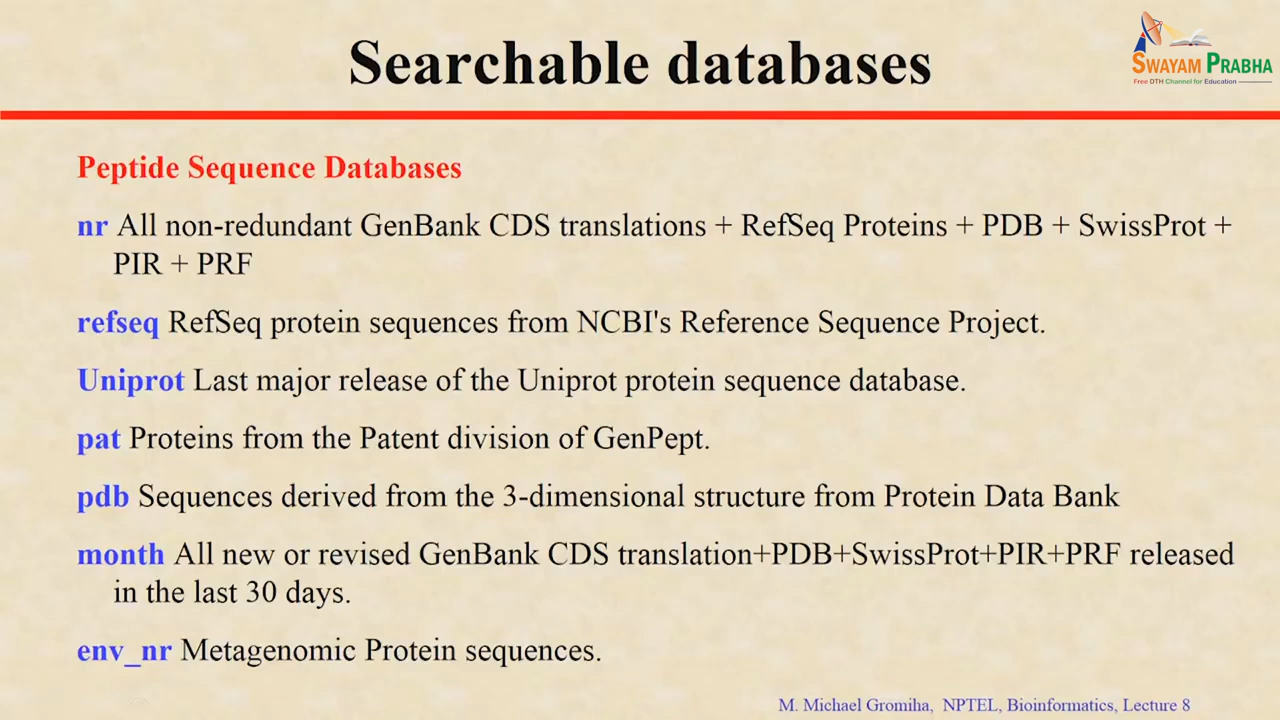 Searchable databases
SWAYAM PRABHA
Free DTH Channel for Education
Peptide Sequence Databases
nr All non-redundant GenBank CDS translations + RefSeq Proteins + PDB + SwissProt +
PIR + PRF
refseq RefSeq protein sequences from NCBI's Reference Sequence Project.
Uniprot Last major release of the Uniprot protein sequence database.
pat Proteins from the Patent division of GenPept.
pdb Sequences derived from the 3-dimensional structure from Protein Data Bank
month All new or revised GenBank CDS translation+PDB+SwissProt+PIR+PRF released
in the last 30 days.
env_nr Metagenomic Protein sequences.
M. Michael Gromiha, NPTEL, Bioinformatics, Lecture 8